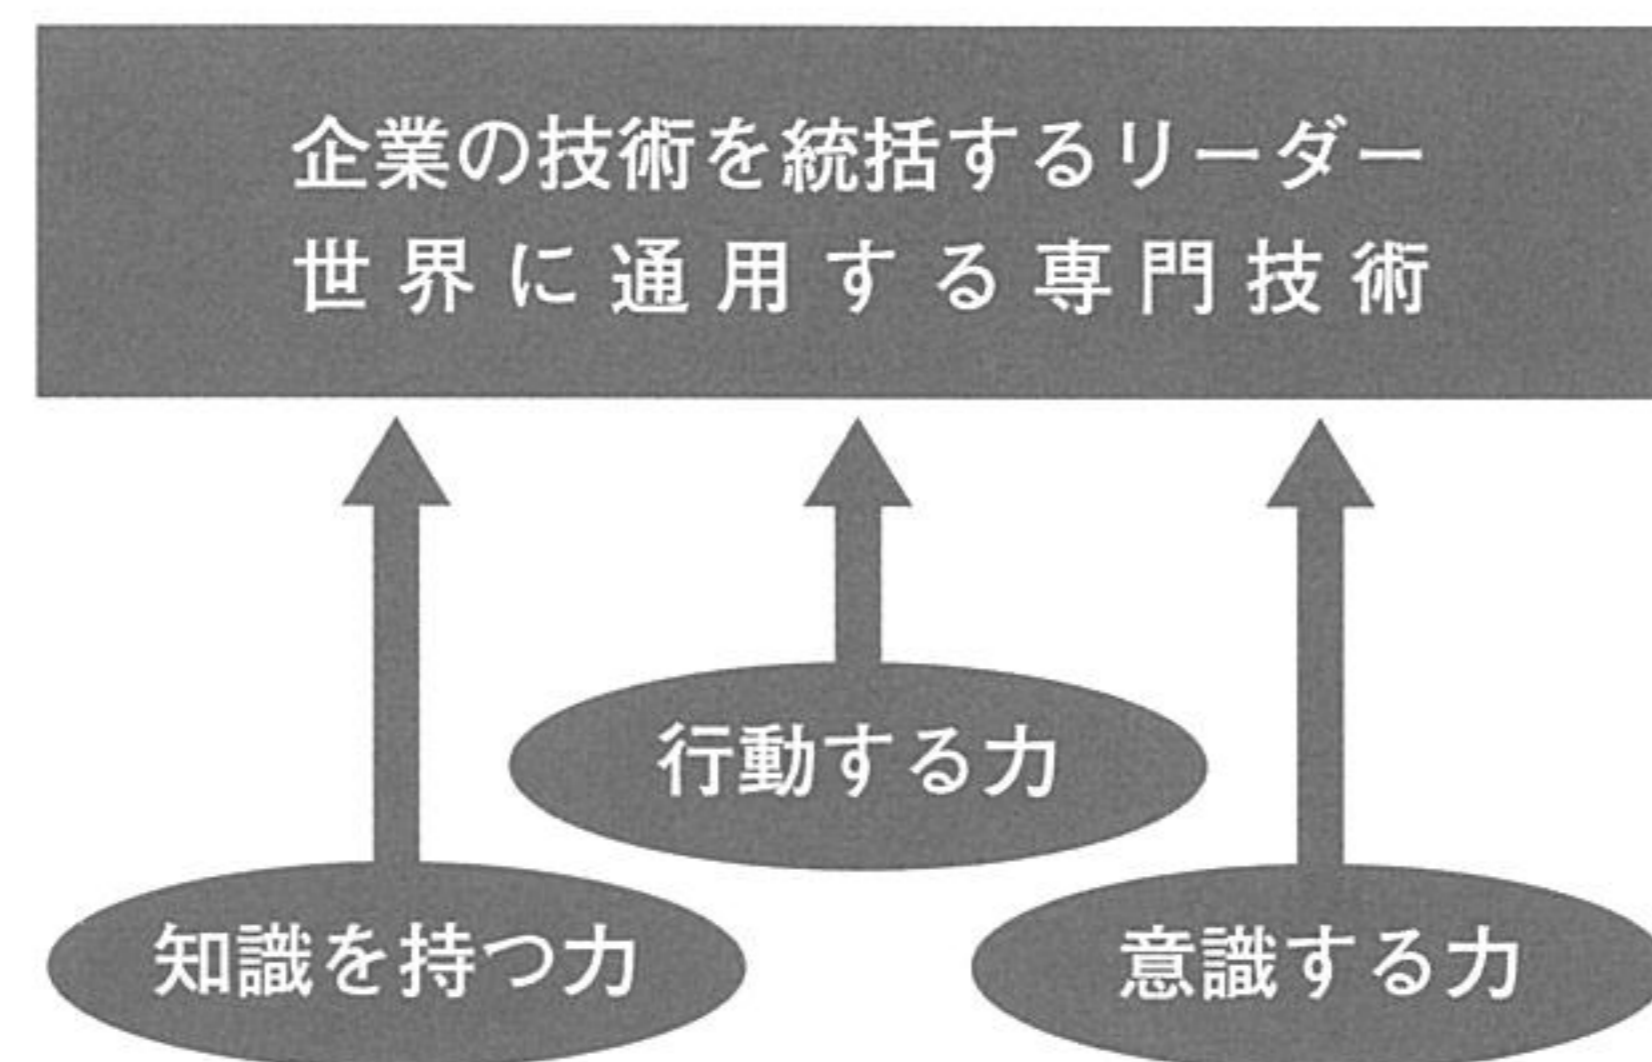 企業の技術を統括するリーダー
世界に通用する専門技術
行動する力
知識を持つ力
意識する力